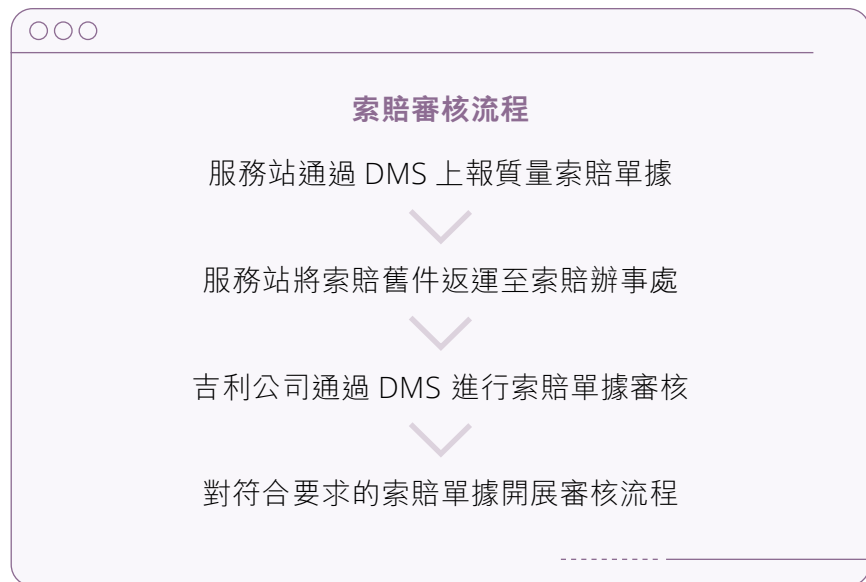 索賠審核流程
服務站通過 DMS 上報質量索賠單據
服務站將索賠舊件返運至索賠辦事處
吉利公司通過 DMS 進行索賠單據審核
對符合要求的索賠單據開展審核流程